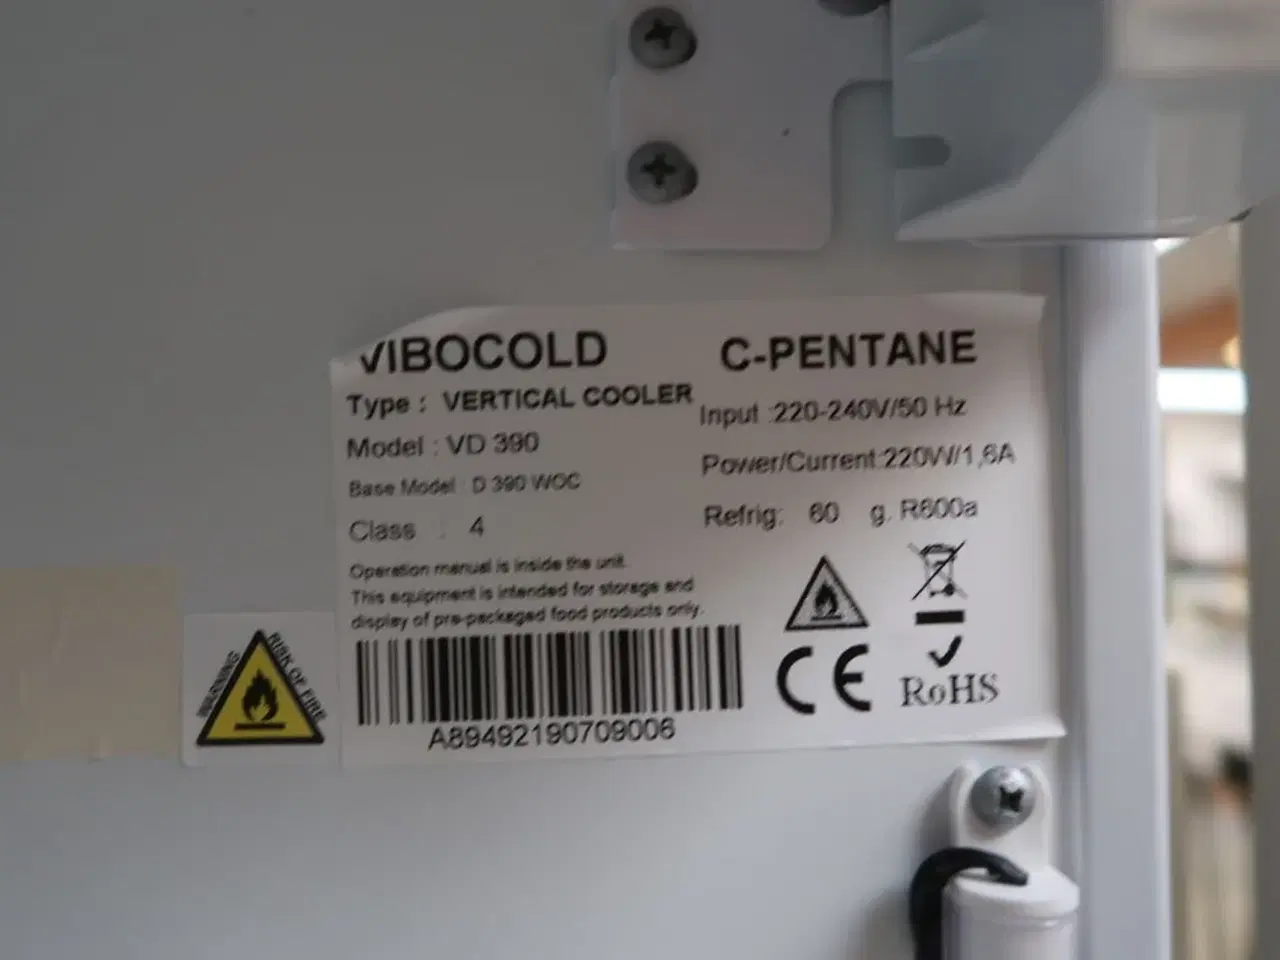 VIBOCOLD
Type : VERTICAL COOLER
Model : VD 390
Base Model : D 390 WOC
Class : 4
Operation manual is inside the unit.
This equipment is intended for storage and
display of pre-packaged food products only.
A89492190709006
C-PENTANE
Input :220-240V/50 Hz
Power/Current:220W/1,6A
Refrig: 60 g. R600a
CE
RoHS
WARNING
RISK OF FIRE